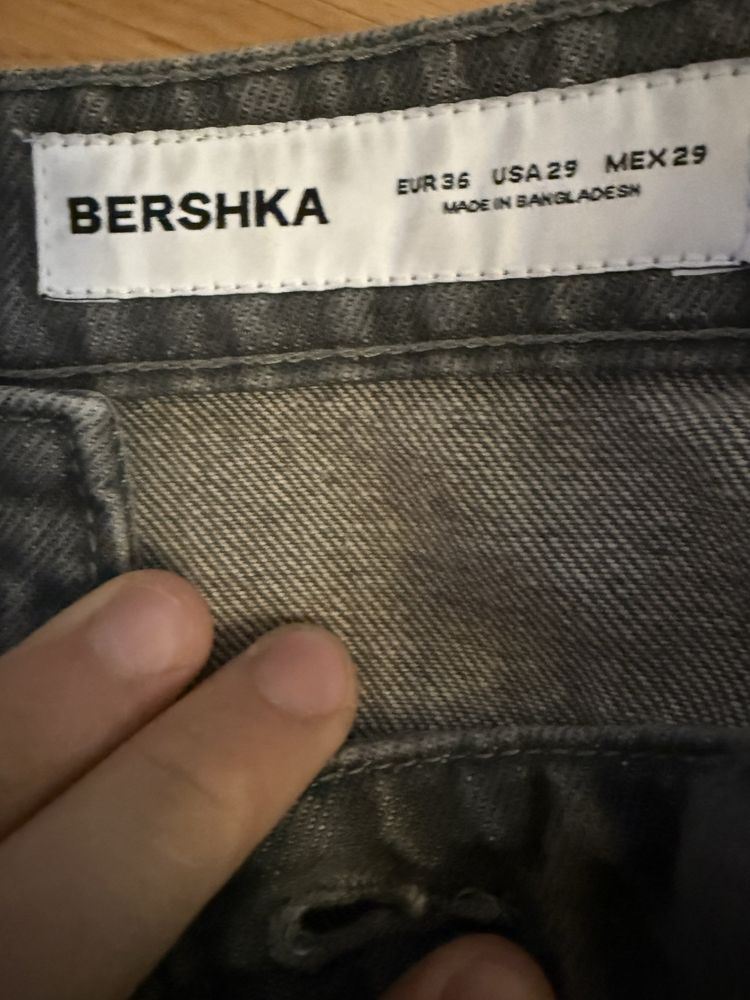 BERSHKA
EUR 36 USA 29 MEX 29
MADE IN BANGLADESH